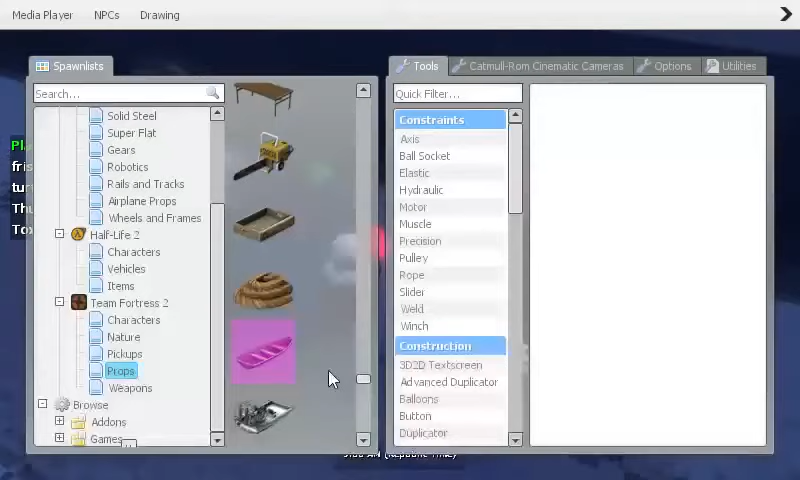 Media Player NPCs Drawing
Spawnlists
Tools Catmull-Rom Cinematic Cameras Options Utilities
Search...
Quick Filter...
Solid Steel
Super Flat
Gears
Robotics
Rails and Tracks
Airplane Props
Wheels and Frames
Half-Life 2
Characters
Vehicles
Items
Team Fortress 2
Characters
Nature
Pickups
Props
Weapons
Browse
Addons
Games
Constraints
Axis
Ball Socket
Elastic
Hydraulic
Motor
Muscle
Precision
Pulley
Rope
Slider
Weld
Winch
Construction
3D2D Textscreen
Advanced Duplicator
Balloons
Button
Duplicator